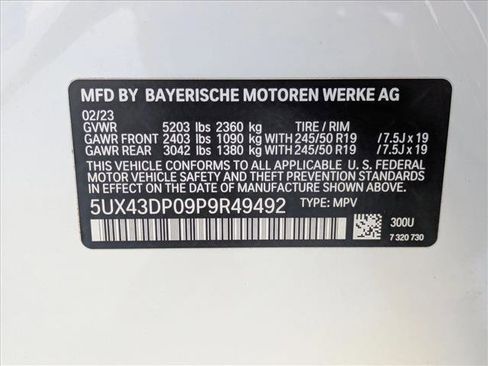 MFD BY BAYERISCHE MOTOREN WERKE AG
02/23
GVWR 5203 lbs 2360 kg TIRE / RIM
GAWR FRONT 2403 lbs 1090 kg WITH 245/50 R19 /7.5J x 19
GAWR REAR 3042 lbs 1380 kg WITH 245/50 R19 /7.5J x 19
THIS VEHICLE CONFORMS TO ALL APPLICABLE U. S. FEDERAL
MOTOR VEHICLE SAFETY AND THEFT PREVENTION STANDARDS
IN EFFECT ON THE DATE OF MANUFACTURE SHOWN ABOVE.
5UX43DP09P9R49492 TYPE: MPV
300U
7 320 730